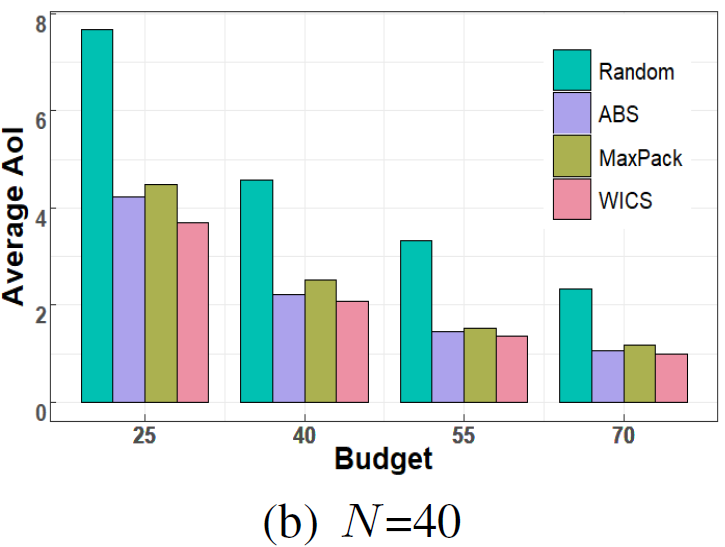 8
6
4
2
0
Average AoI
Random
ABS
MaxPack
WICS
25 40 55 70
Budget
(b) N=40